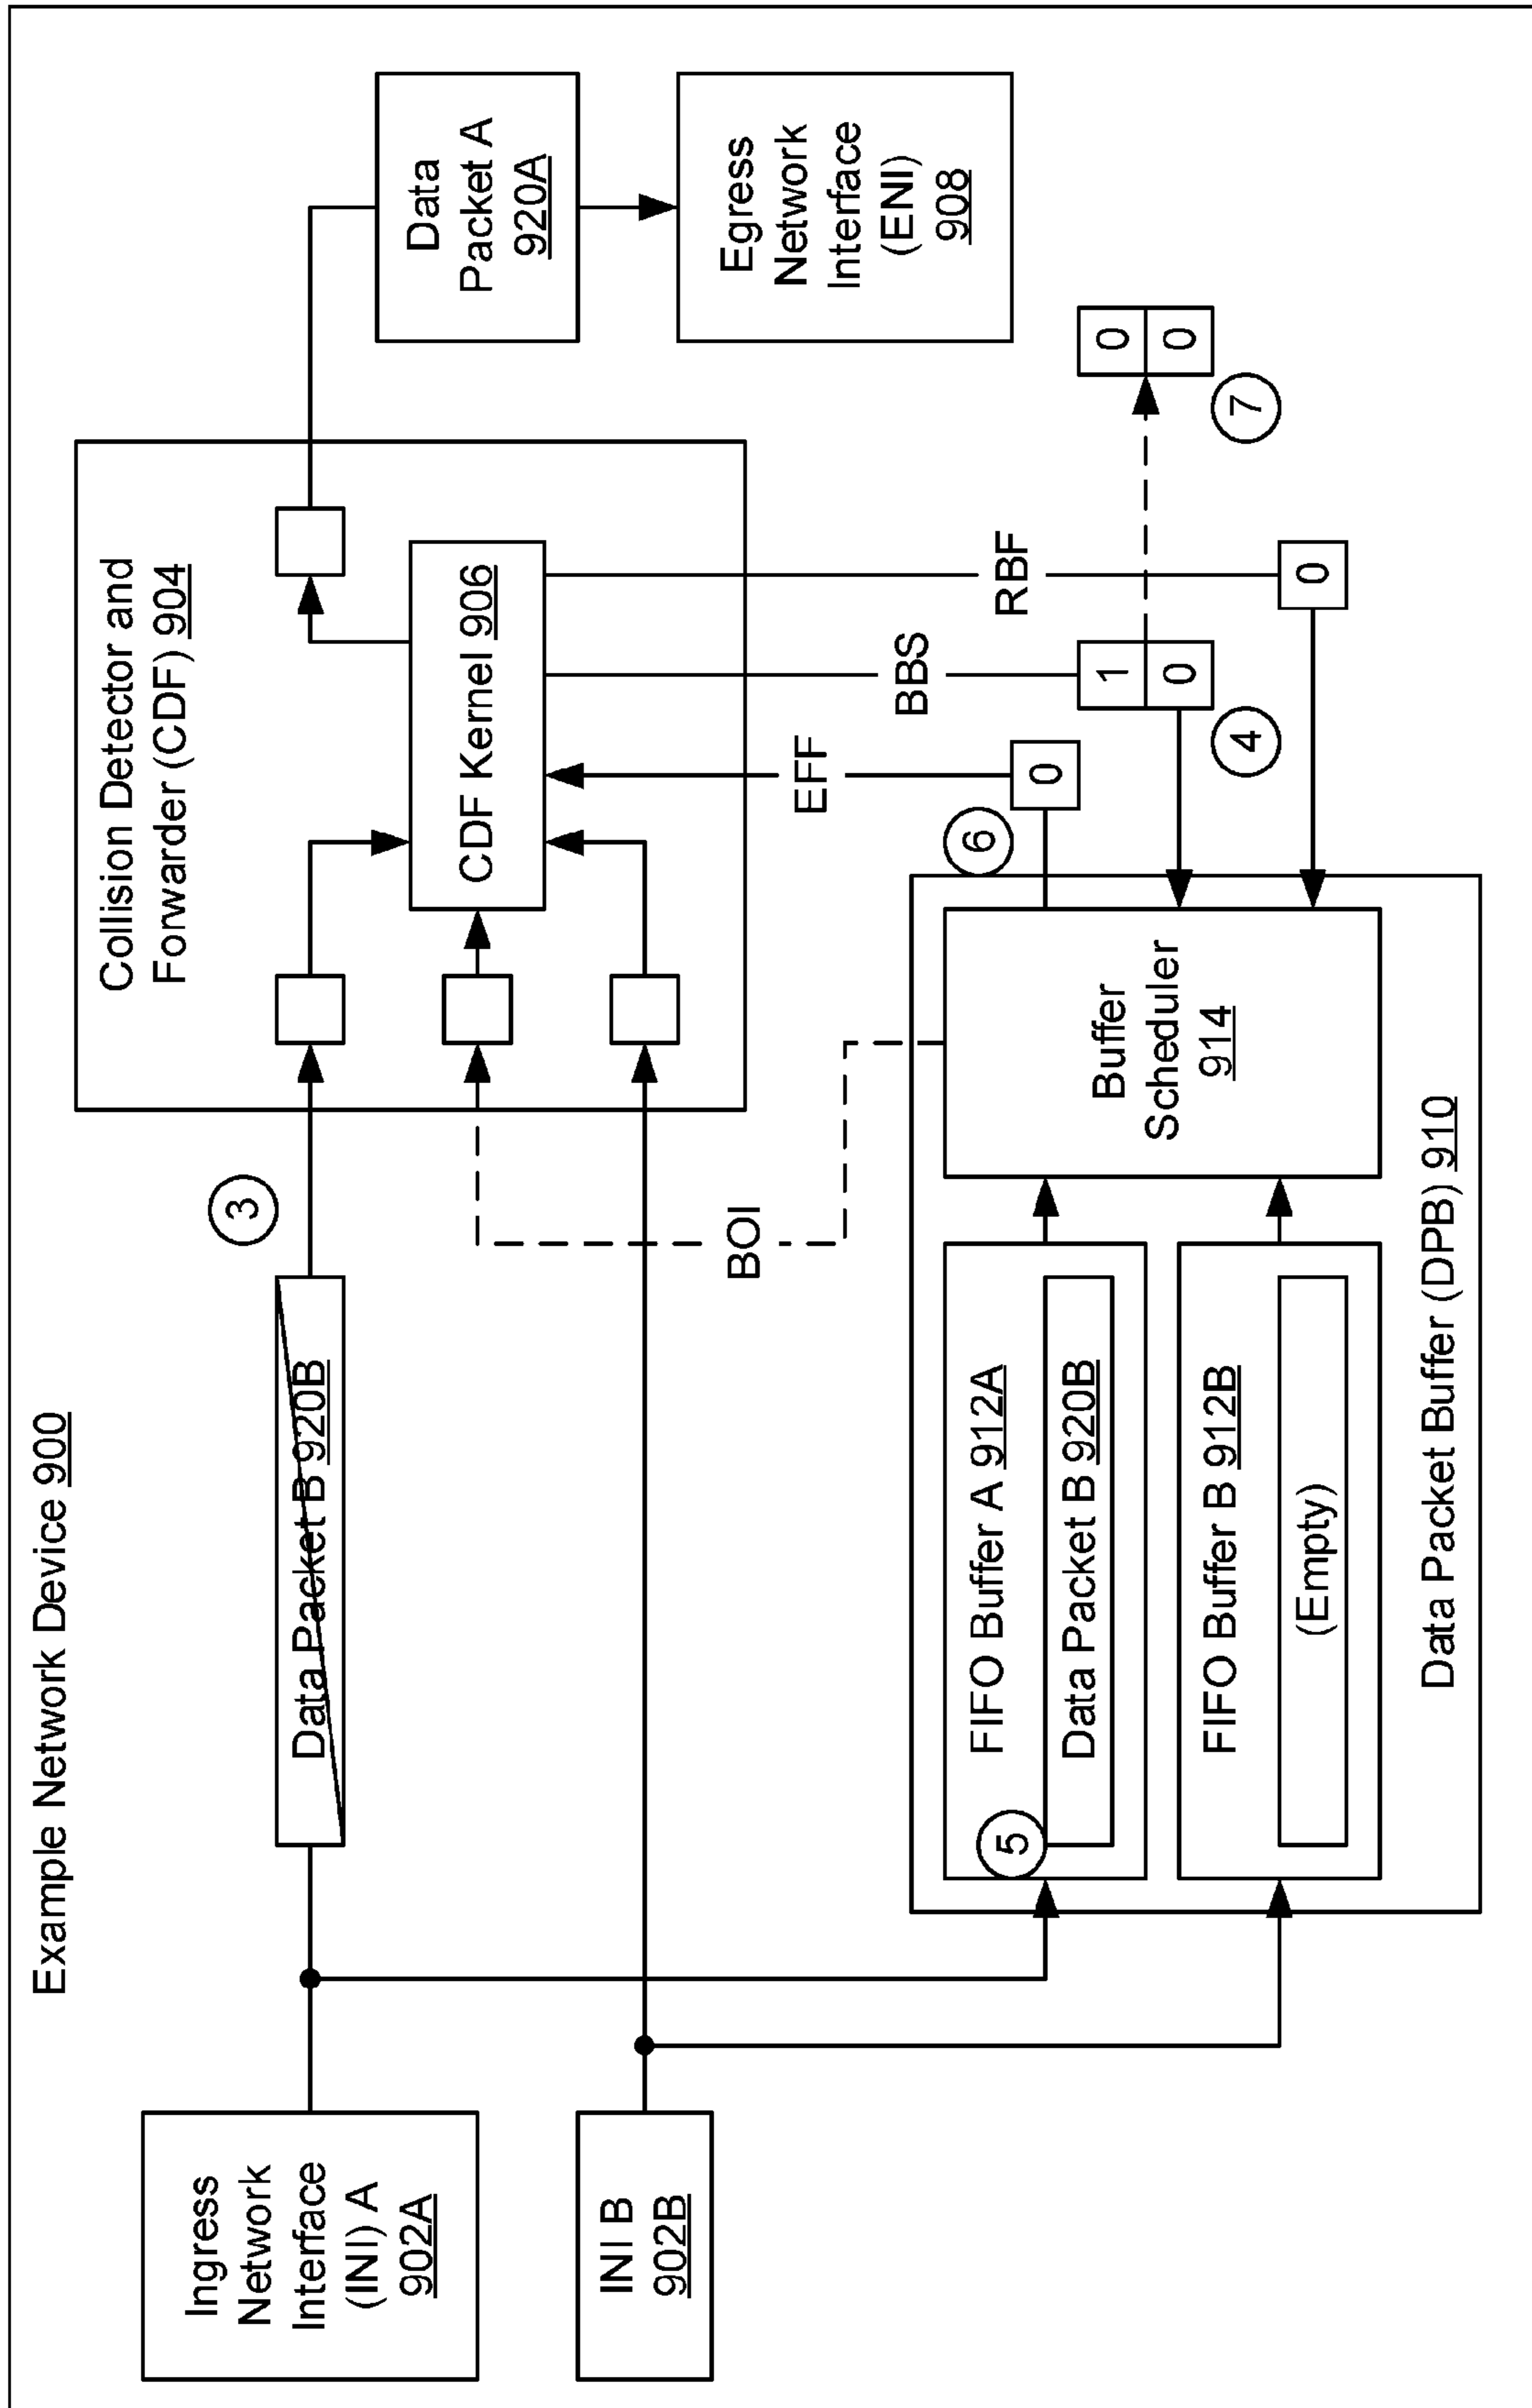 Example Network Device 900
Ingress
Network
Interface
(INI) A
902A
INI B
902B
Data Packet B 920B
3
Collision Detector and
Forwarder (CDF) 904
CDF Kernel 906
Data
Packet A
920A
Egress
Network
Interface
(ENI)
908
BOI
EFF
BBS
RBF
6
0
1
0
4
0
0
0
7
5
FIFO Buffer A 912A
Data Packet B 920B
FIFO Buffer B 912B
(Empty)
Buffer
Scheduler
914
Data Packet Buffer (DPB) 910